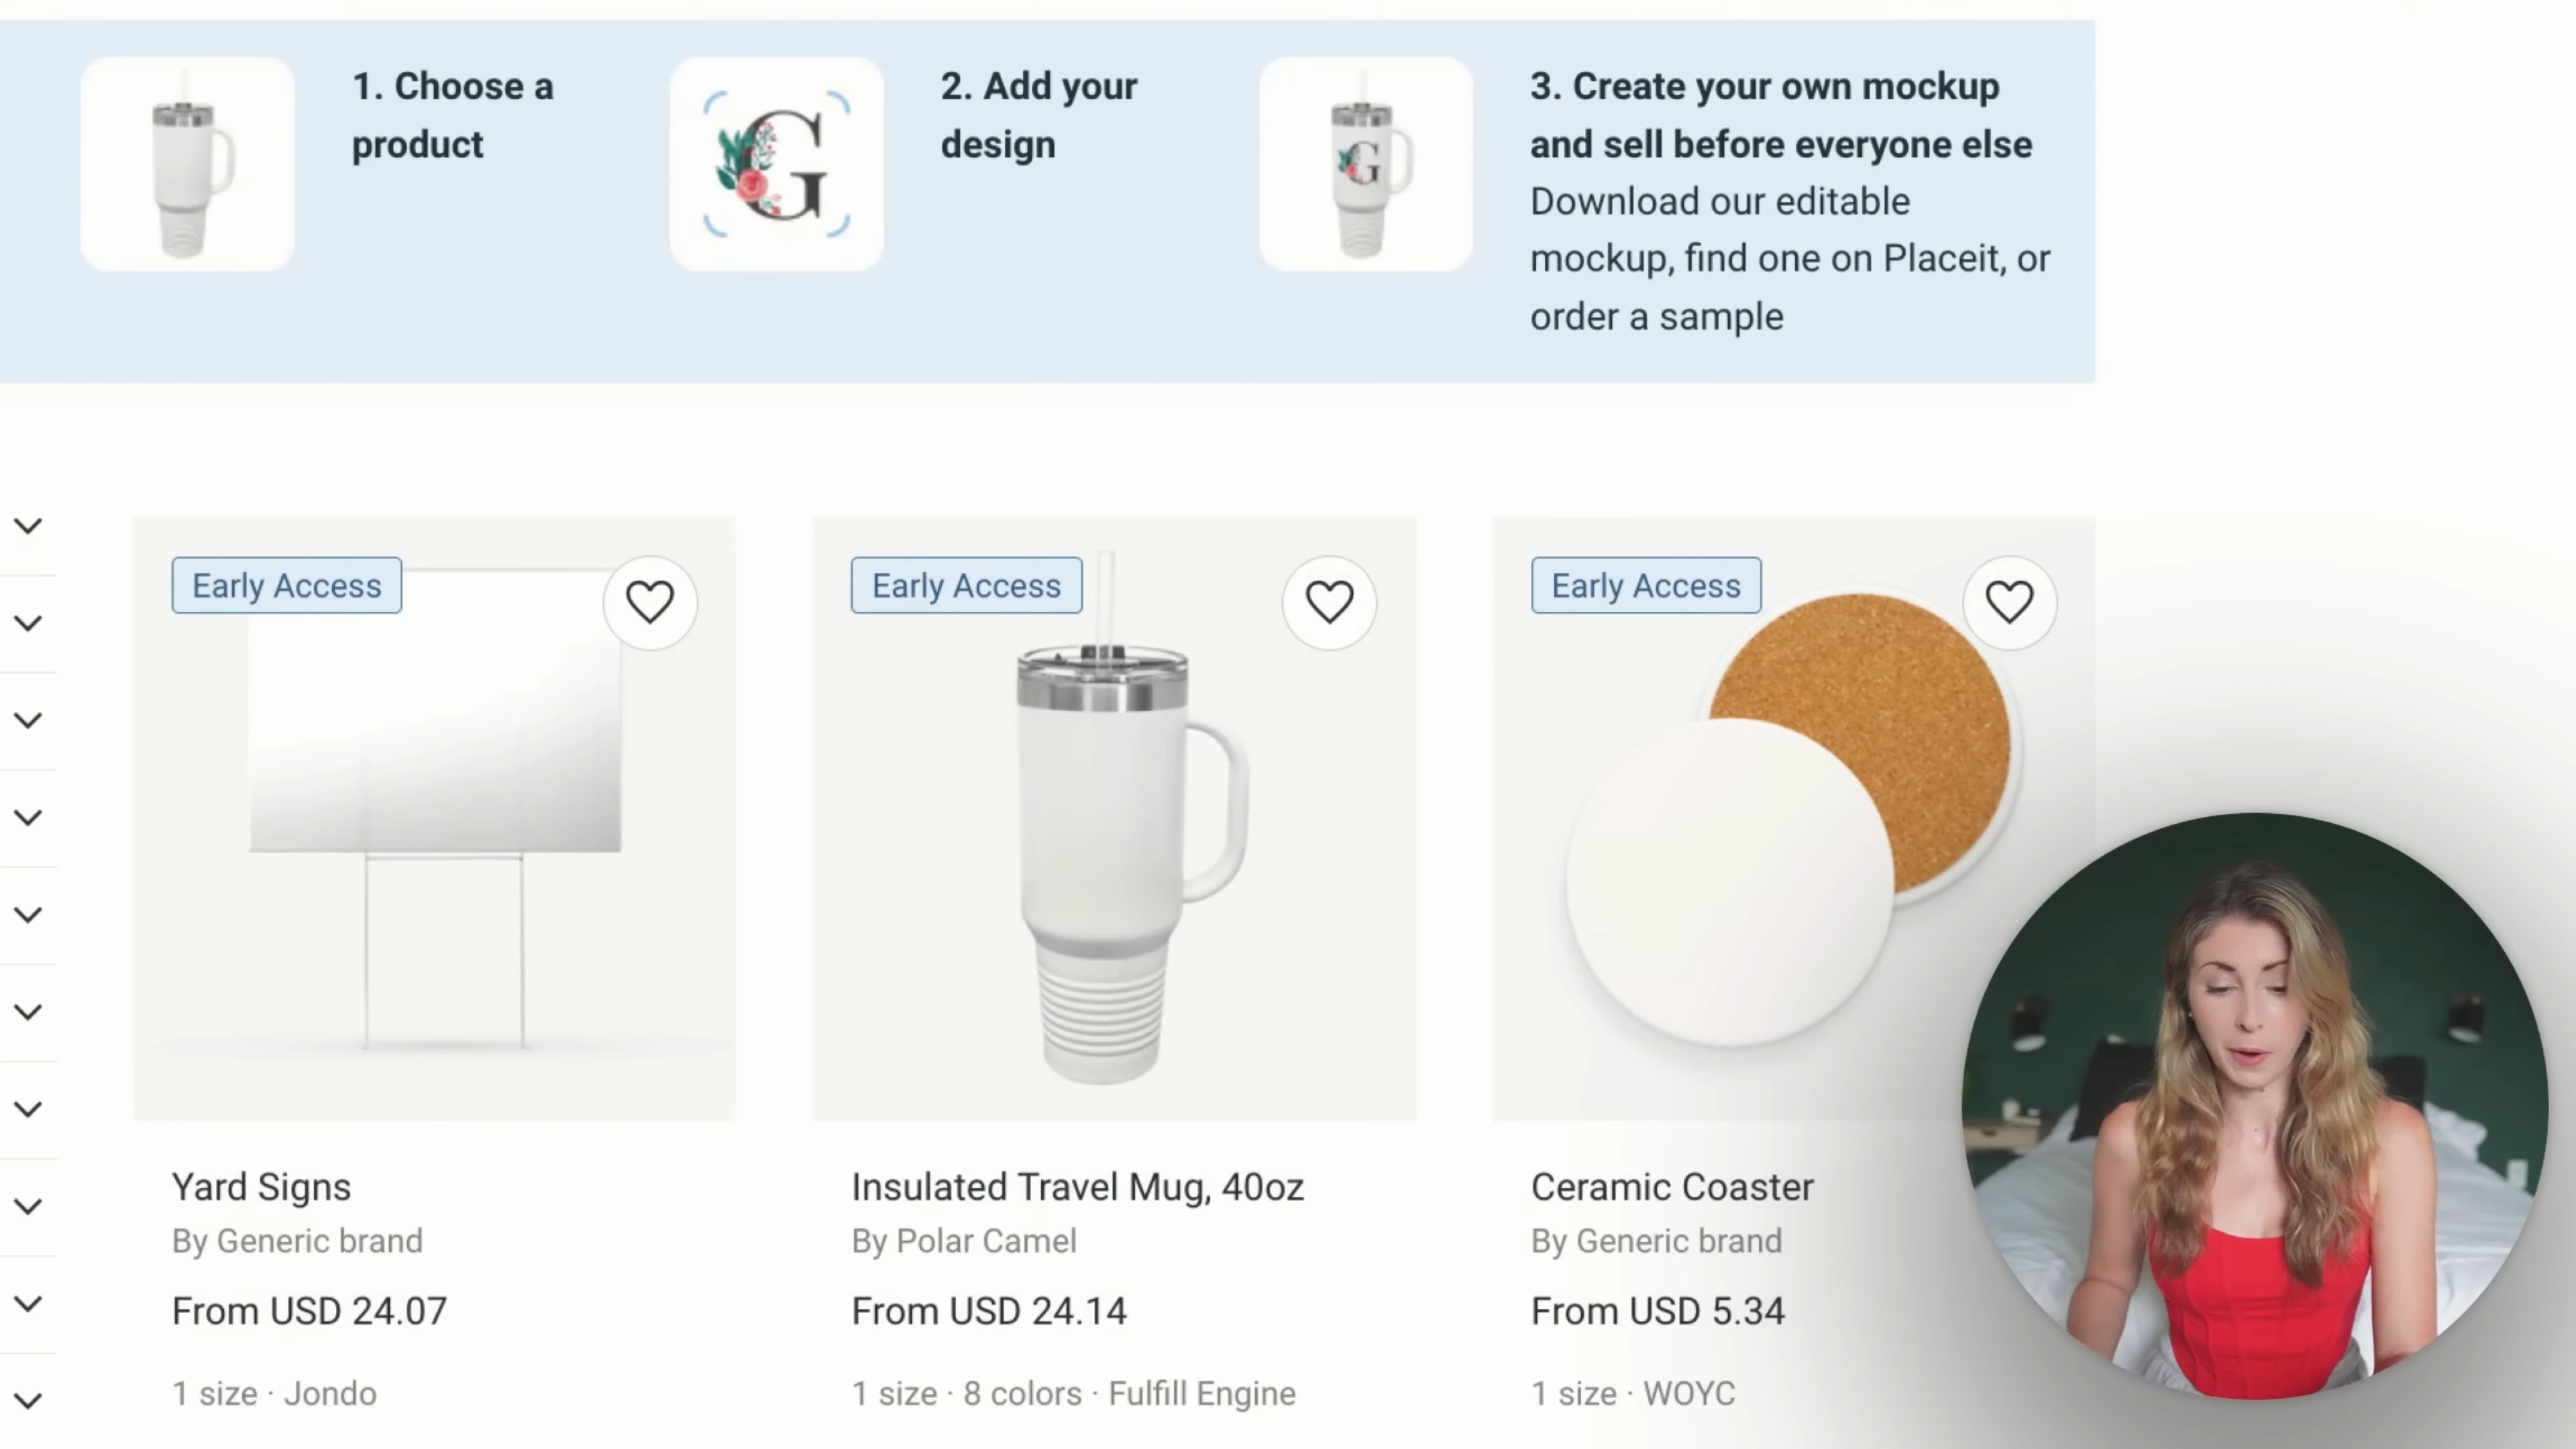 1. Choose a
product
2. Add your
design
3. Create your own mockup
and sell before everyone else
Download our editable
mockup, find one on Placeit, or
order a sample
G
G
Early Access
Early Access
Early Access
Yard Signs
By Generic brand
From USD 24.07
1 size · Jondo
Insulated Travel Mug, 40oz
By Polar Camel
From USD 24.14
1 size · 8 colors · Fulfill Engine
Ceramic Coaster
By Generic brand
From USD 5.34
1 size · WOYC